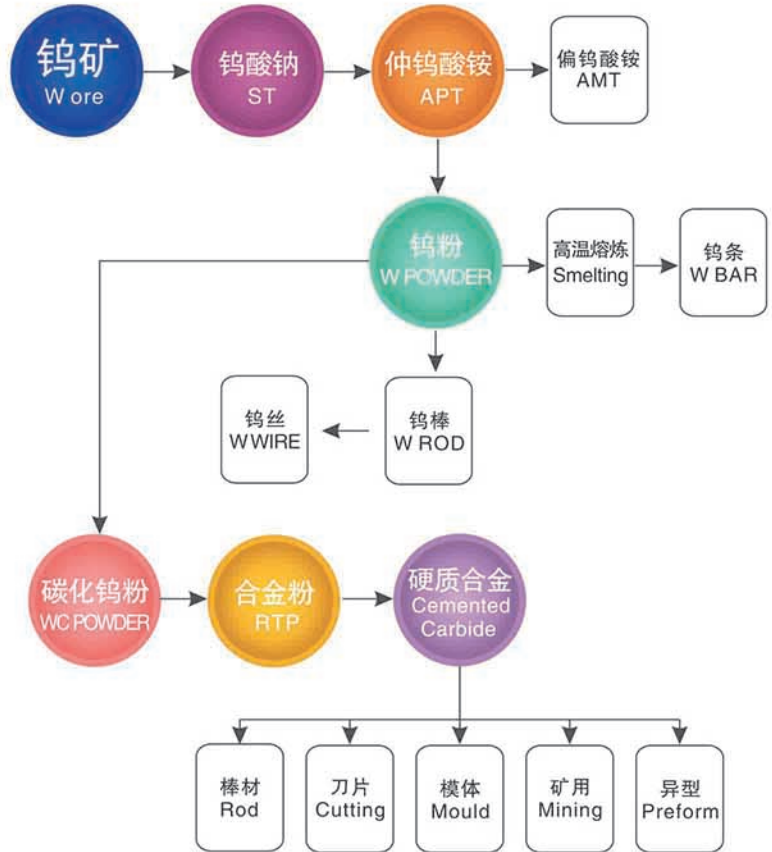 钨矿
W ore
钨酸钠
ST
仲钨酸铵
APT
偏钨酸铵
AMT
钨粉
W POWDER
高温熔炼
Smelting
钨条
W BAR
钨丝
W WIRE
钨棒
W ROD
碳化钨粉
WC POWDER
合金粉
RTP
硬质合金
Cemented
Carbide
棒材
Rod
刀片
Cutting
模体
Mould
矿用
Mining
异型
Preform